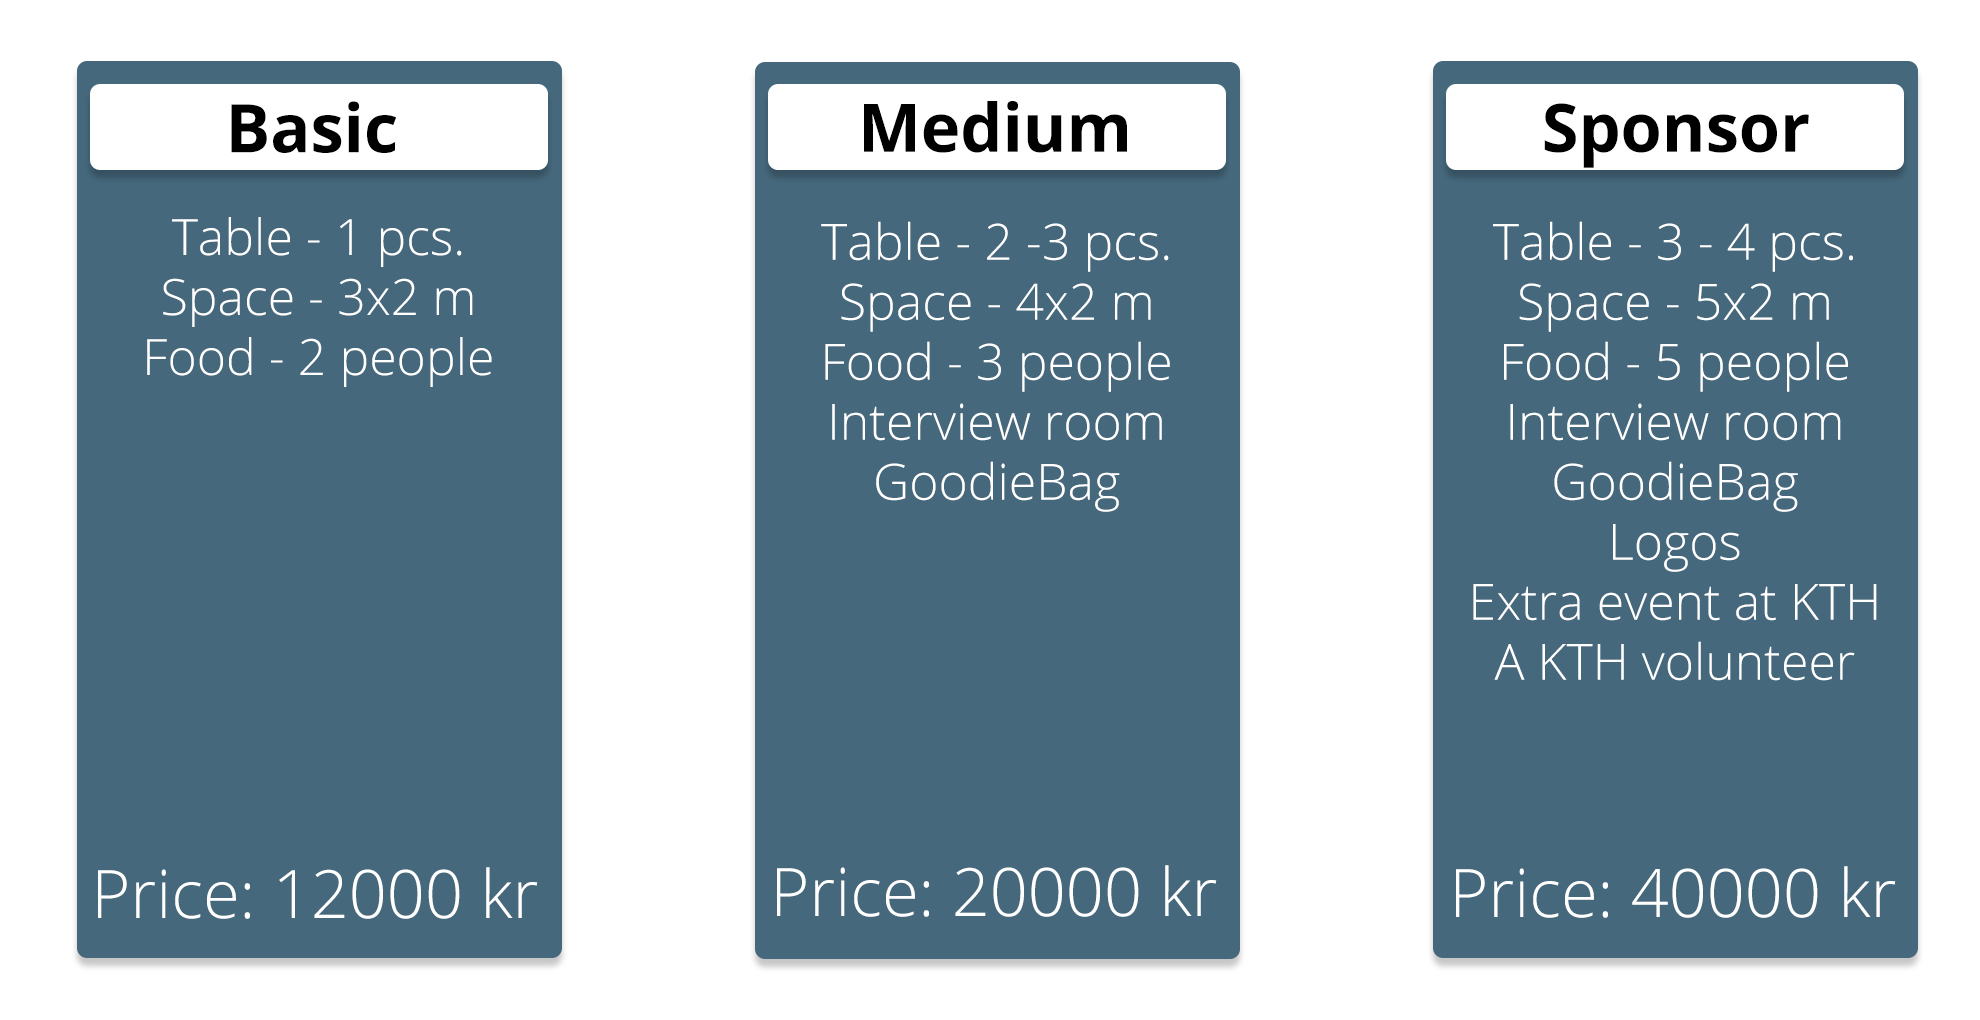 Basic
Table - 1 pcs.
Space - 3x2 m
Food - 2 people
Price: 12000 kr
Medium
Table - 2 -3 pcs.
Space - 4x2 m
Food - 3 people
Interview room
GoodieBag
Price: 20000 kr
Sponsor
Table - 3 - 4 pcs.
Space - 5x2 m
Food - 5 people
Interview room
GoodieBag
Logos
Extra event at KTH
A KTH volunteer
Price: 40000 kr